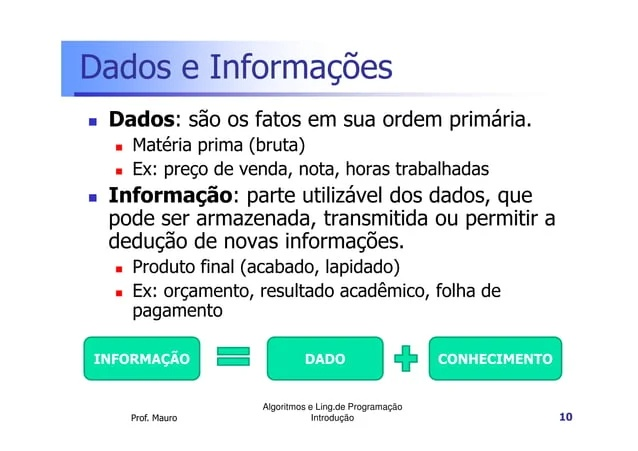 Dados e Informações
Dados: são os fatos em sua ordem primária.
Matéria prima (bruta)
Ex: preço de venda, nota, horas trabalhadas
Informação: parte utilizável dos dados, que
pode ser armazenada, transmitida ou permitir a
dedução de novas informações.
Produto final (acabado, lapidado)
Ex: orçamento, resultado acadêmico, folha de
pagamento
INFORMAÇÃO = DADO + CONHECIMENTO
Algoritmos e Ling.de Programação
Prof. Mauro Introdução 10